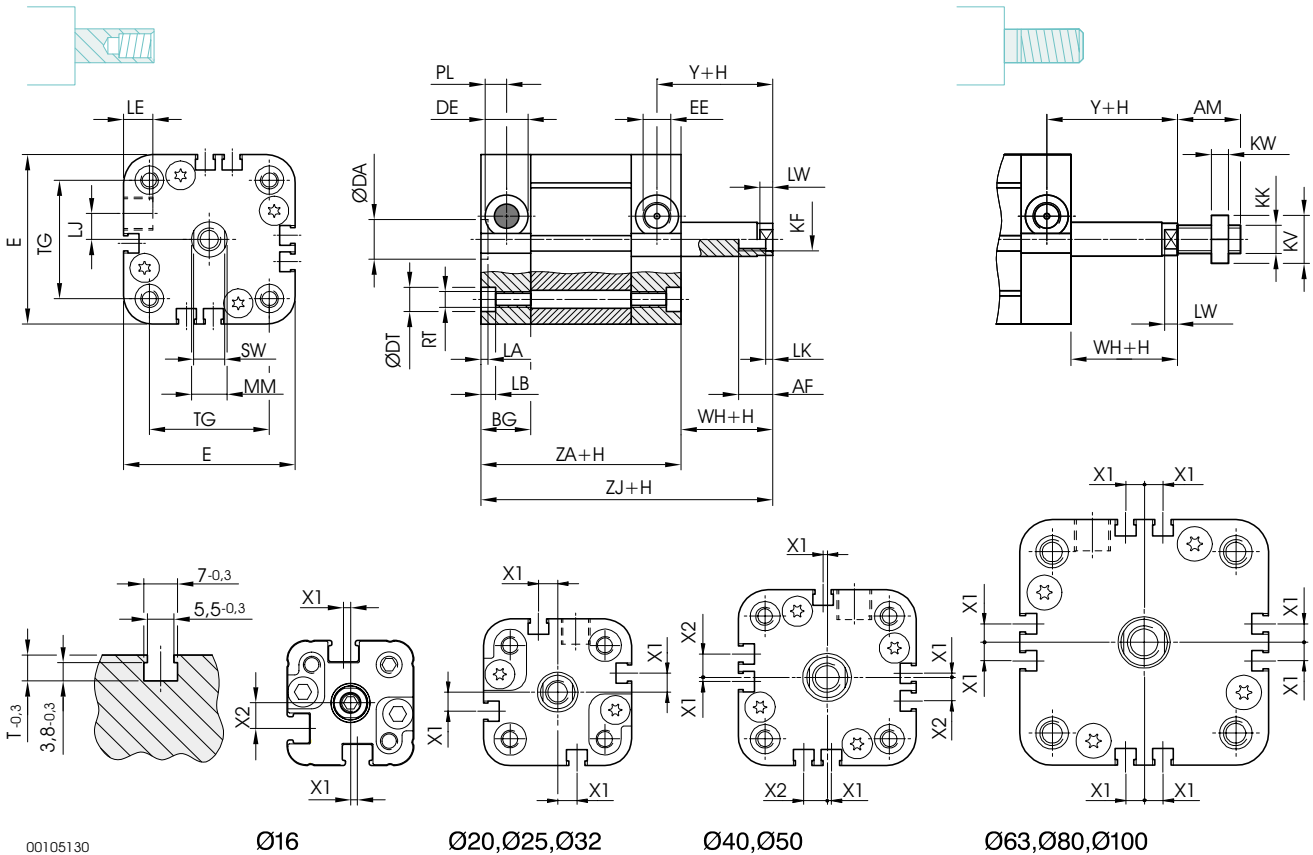 PL
Y+H
DE
EE
LE
ØDA
LW
KF
E
TG
LJ
ØDT
RT
LA
LB
BG
LK
AF
WH+H
ZA+H
ZJ+H
SW
MM
TG
E
Y+H
AM
KW
KK
KV
LW
WH+H
7-0,3
5,5-0,3
T-0,3
3,8-0,3
X1
X2
X1
X1
X1
X1
X1
X1
X2
X1
X1
X2
X2
X1
X1
X1
X1
X1
X1
X1
X1
X1
X1
00105130
Ø16
Ø20,Ø25,Ø32
Ø40,Ø50
Ø63,Ø80,Ø100